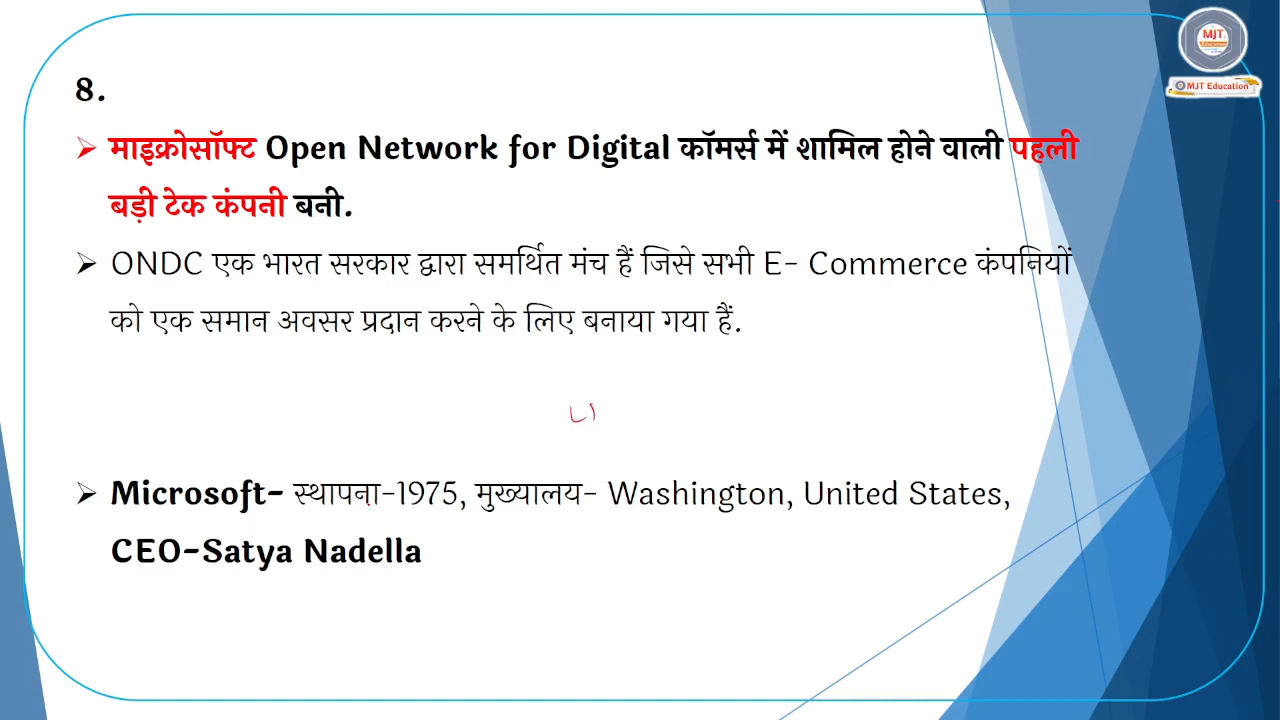 MJT
Education
MJT Education
8.
माइक्रोसॉफ्ट Open Network for Digital कॉमर्स में शामिल होने वाली पहली
बड़ी टेक कंपनी बनी.
ONDC एक भारत सरकार द्वारा समर्थित मंच हैं जिसे सभी E- Commerce कंपनियों
को एक समान अवसर प्रदान करने के लिए बनाया गया हैं.
Microsoft- स्थापना-1975, मुख्यालय- Washington, United States,
CEO-Satya Nadella